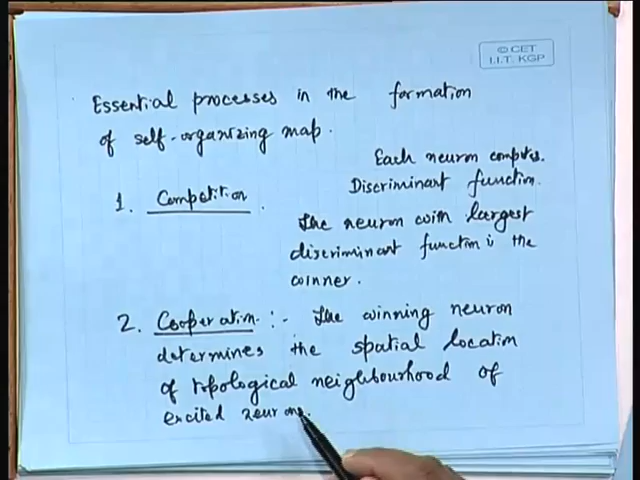 © CET
I.I.T. KGP
Essential processes in the formation
of self-organizing map.
Each neuron computes.
Discriminant function.
1. Competition.
The neuron with largest
discriminant function is the
winner.
2. Cooperation :- The winning neuron
determines the spatial location
of topological neighbourhood of
excited neurons.